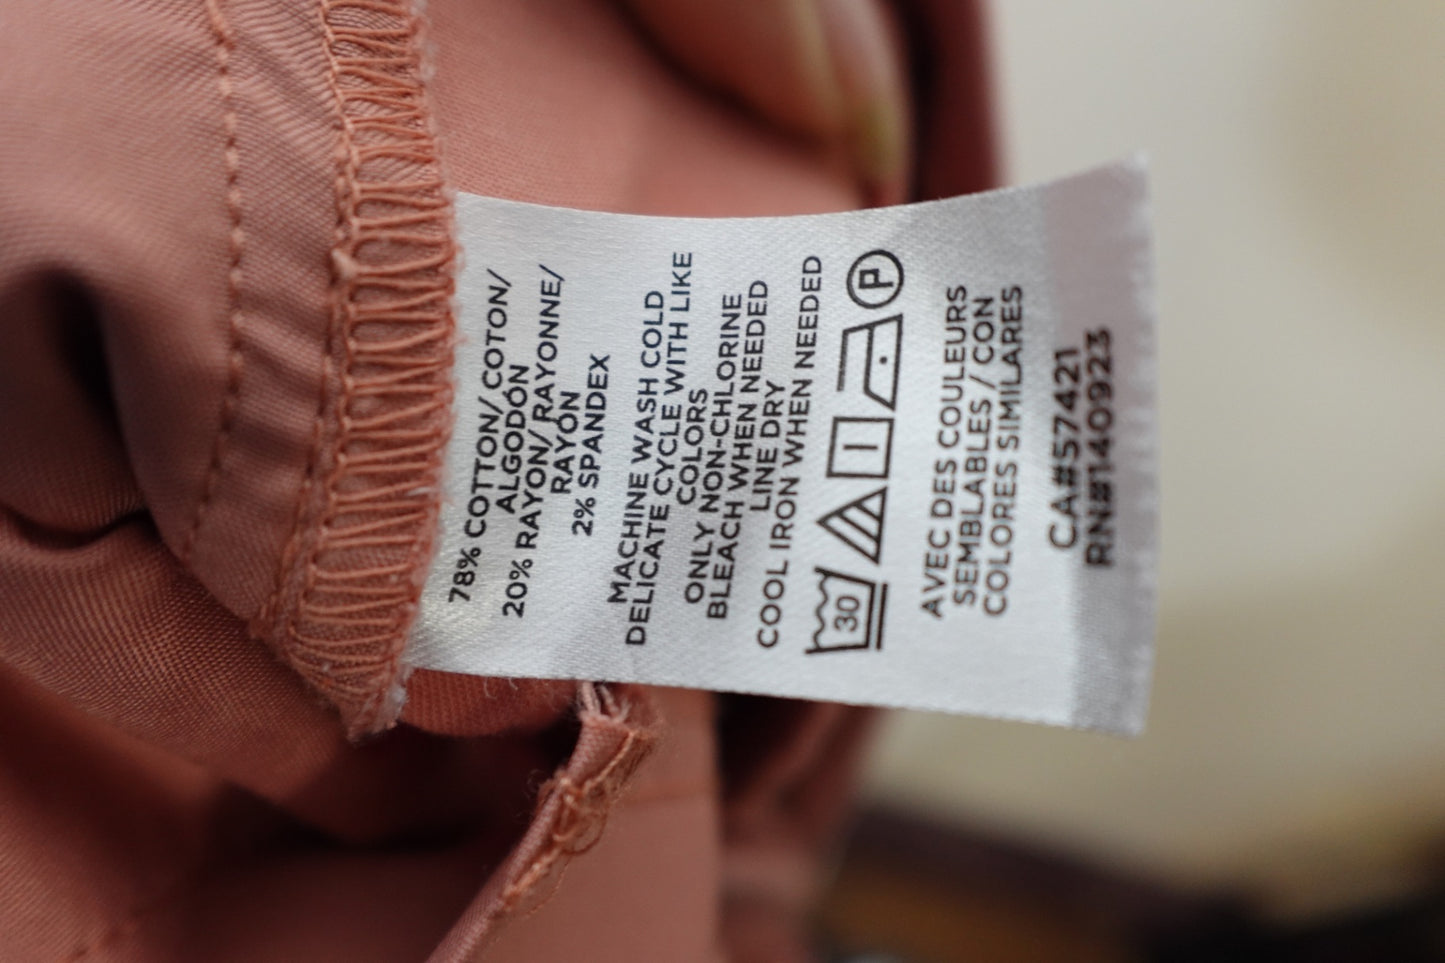 78% COTTON/ COTON/
ALGODÓN
20% RAYON/ RAYONNE/
RAYÓN
2% SPANDEX
MACHINE WASH COLD
DELICATE CYCLE WITH LIKE
COLORS
ONLY NON-CHLORINE
BLEACH WHEN NEEDED
LINE DRY
COOL IRON WHEN NEEDED
30 P
AVEC DES COULEURS
SEMBLABLES / CON
COLORES SIMILARES
CA#57421
RN#140923